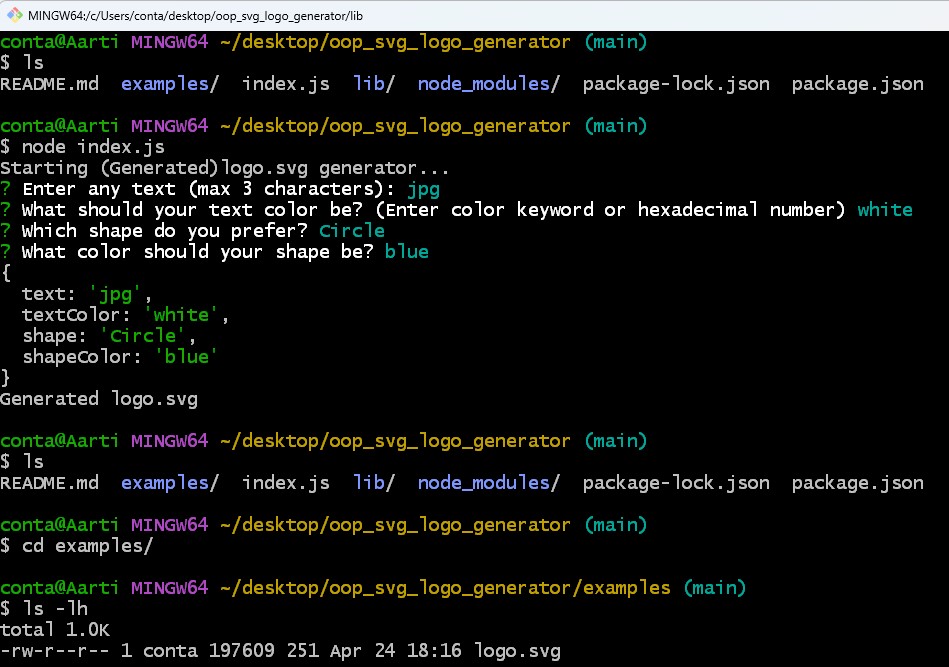 MINGW64:/c/Users/conta/desktop/oop_svg_logo_generator/lib
conta@Aarti MINGW64 ~/desktop/oop_svg_logo_generator (main)
$ ls
README.md  examples/  index.js  lib/  node_modules/  package-lock.json  package.json
conta@Aarti MINGW64 ~/desktop/oop_svg_logo_generator (main)
$ node index.js
Starting (Generated)logo.svg generator...
? Enter any text (max 3 characters): jpg
? What should your text color be? (Enter color keyword or hexadecimal number) white
? Which shape do you prefer? Circle
? What color should your shape be? blue
{
  text: 'jpg',
  textColor: 'white',
  shape: 'Circle',
  shapeColor: 'blue'
}
Generated logo.svg
conta@Aarti MINGW64 ~/desktop/oop_svg_logo_generator (main)
$ ls
README.md  examples/  index.js  lib/  node_modules/  package-lock.json  package.json
conta@Aarti MINGW64 ~/desktop/oop_svg_logo_generator (main)
$ cd examples/
conta@Aarti MINGW64 ~/desktop/oop_svg_logo_generator/examples (main)
$ ls -lh
total 1.0K
-rw-r--r-- 1 conta 197609 251 Apr 24 18:16 logo.svg